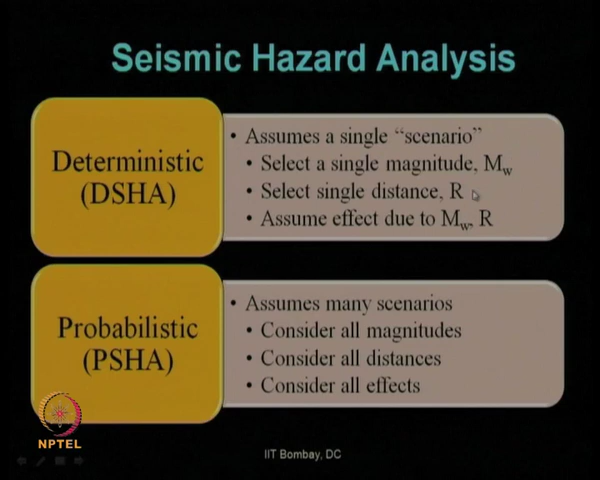 Seismic Hazard Analysis
Deterministic
(DSHA)
• Assumes a single “scenario”
• Select a single magnitude, Mw
• Select single distance, R
• Assume effect due to Mw, R
Probabilistic
(PSHA)
• Assumes many scenarios
• Consider all magnitudes
• Consider all distances
• Consider all effects
NPTEL
IIT Bombay, DC